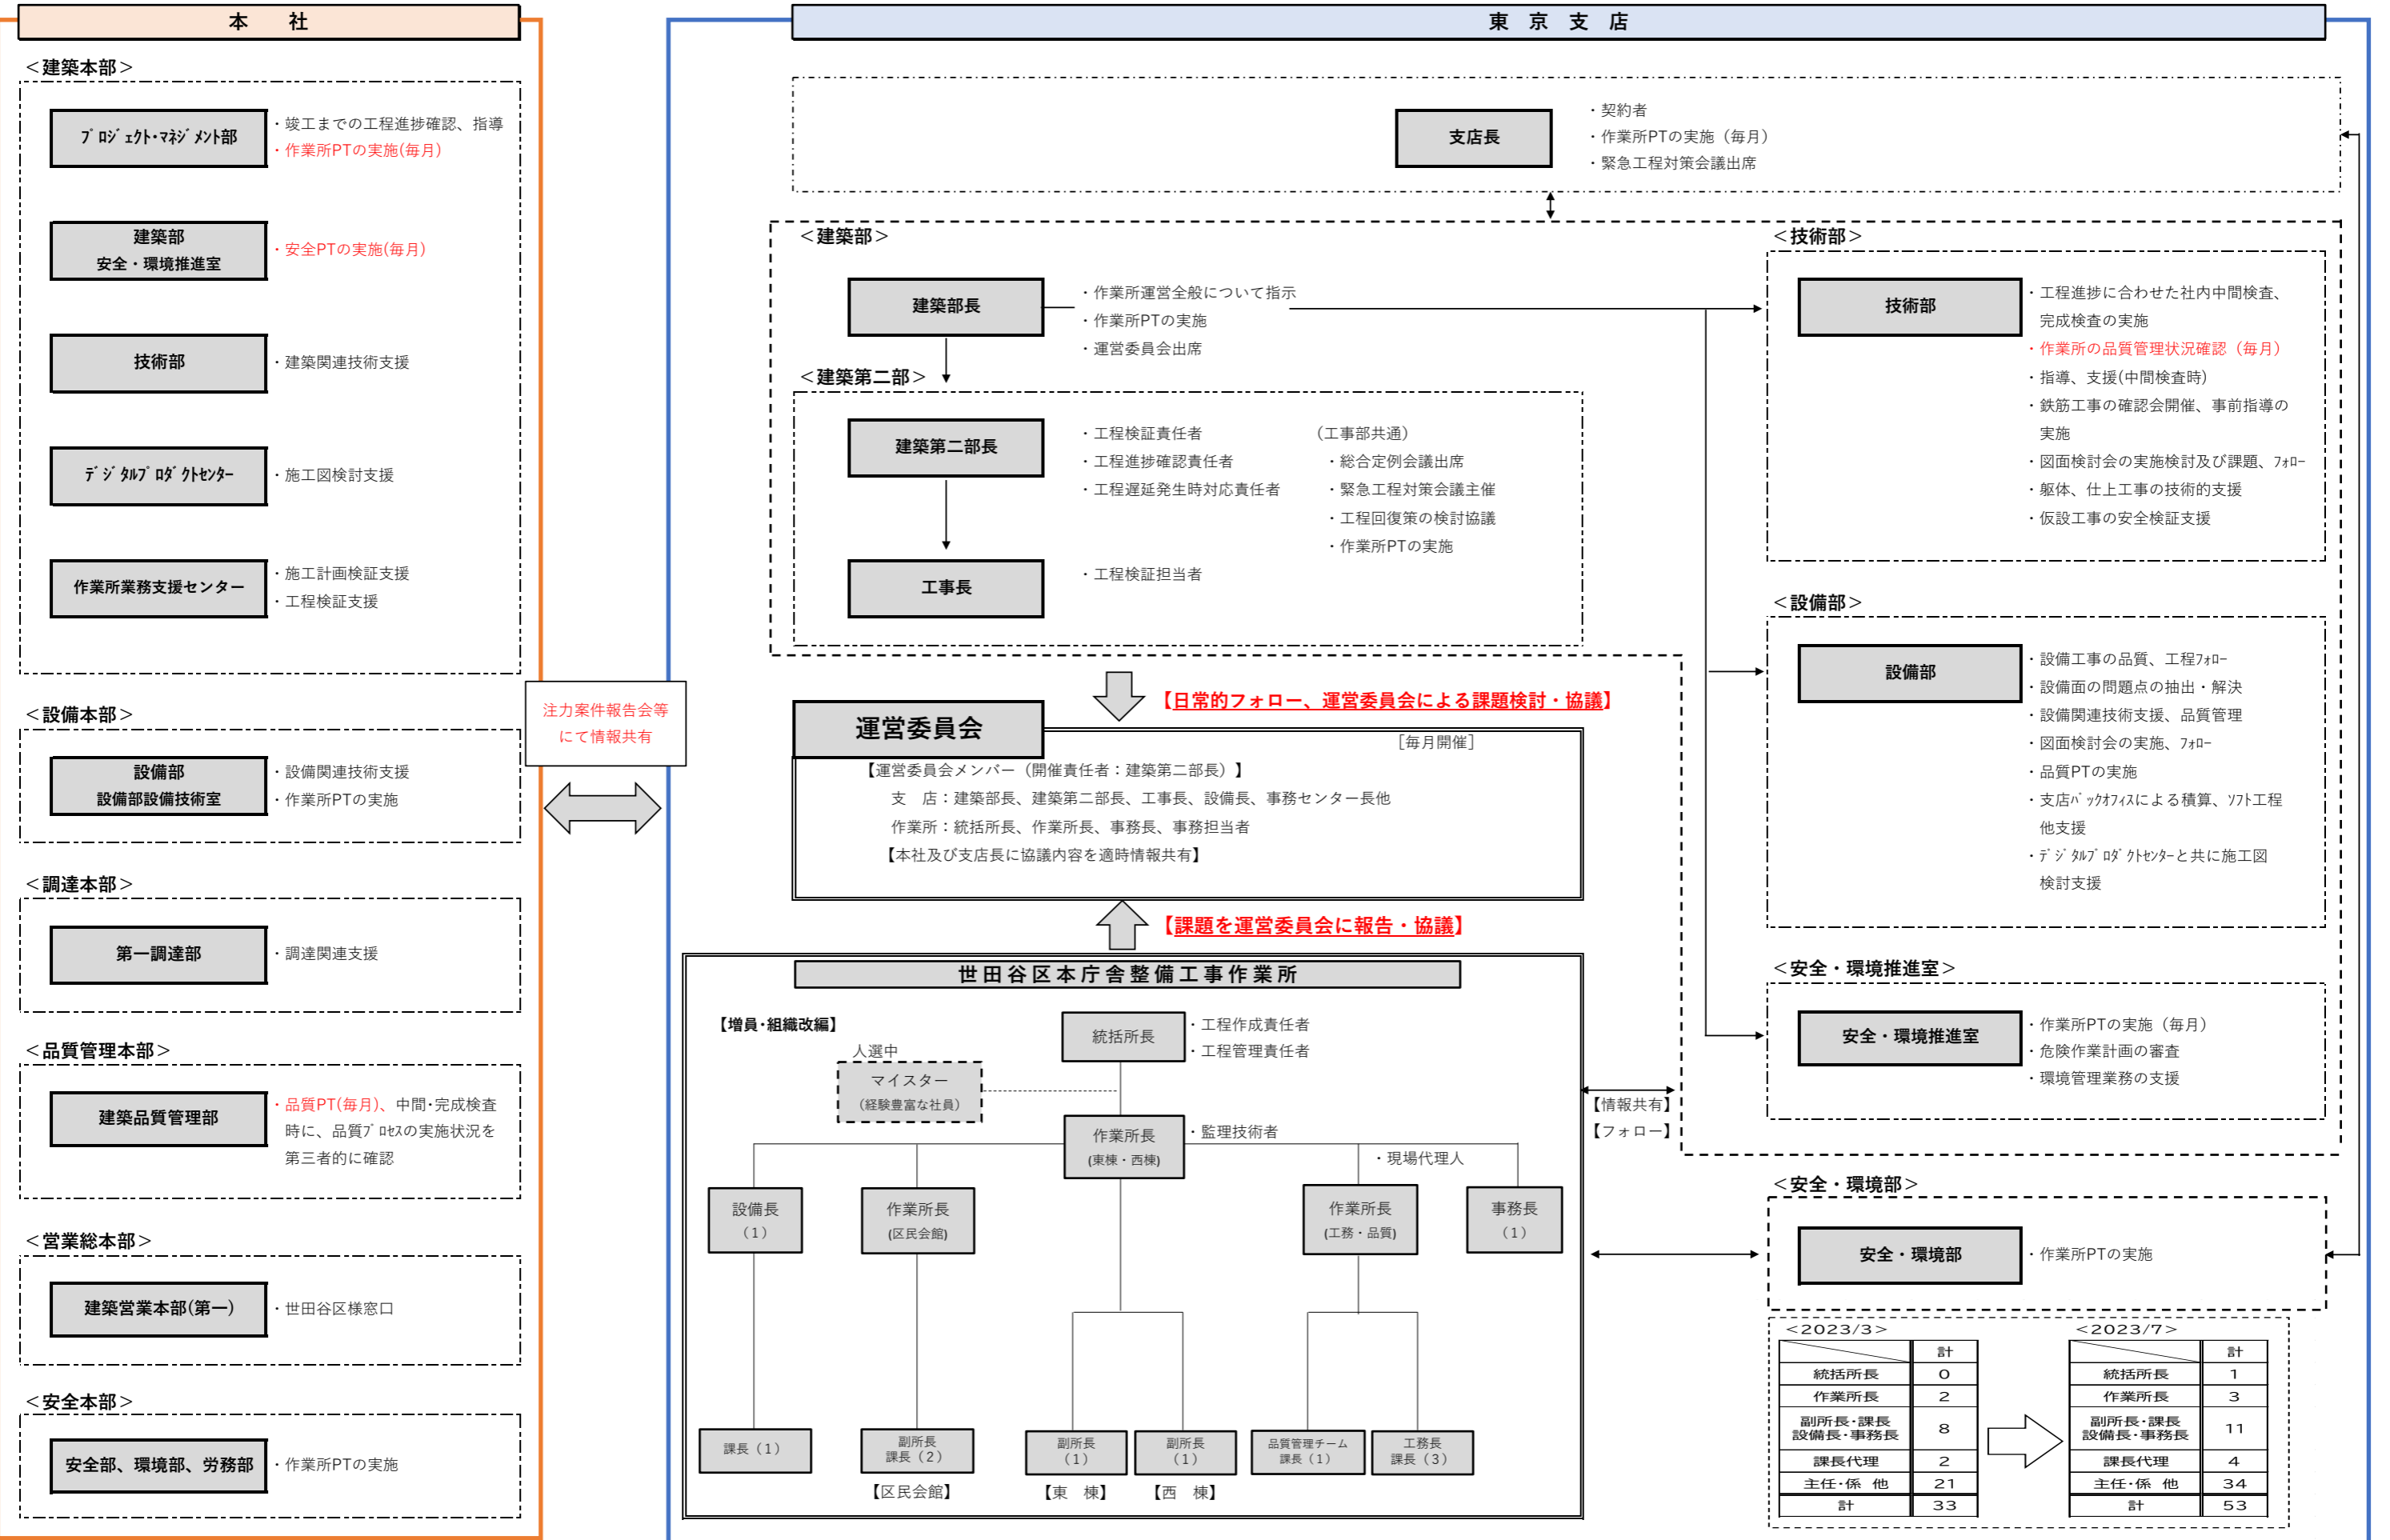 本　社
＜建築本部＞
ﾌﾟﾛｼﾞｪｸﾄ・ﾏﾈｼﾞﾒﾝﾄ部
・竣工までの工程進捗確認、指導
・作業所PTの実施(毎月)
建築部
安全・環境推進室
・安全PTの実施(毎月)
技術部
・建築関連技術支援
ﾃﾞｼﾞﾀﾙﾌﾟﾛﾀﾞｸﾄｾﾝﾀｰ
・施工図検討支援
作業所業務支援センター
・施工計画検証支援
・工程検証支援
＜設備本部＞
設備部
設備部設備技術室
・設備関連技術支援
・作業所PTの実施
＜調達本部＞
第一調達部
・調達関連支援
＜品質管理本部＞
建築品質管理部
・品質PT(毎月)、中間・完成検査
時に、品質ﾌﾟﾛｾｽの実施状況を
第三者的に確認
＜営業総本部＞
建築営業本部(第一)
・世田谷区様窓口
＜安全本部＞
安全部、環境部、労務部
・作業所PTの実施
注力案件報告会等
にて情報共有
東京支店
支店長
・契約者
・作業所PTの実施（毎月）
・緊急工程対策会議出席
＜建築部＞
建築部長
・作業所運営全般について指示
・作業所PTの実施
・運営委員会出席
＜建築第二部＞
建築第二部長
・工程検証責任者
・工程進捗確認責任者
・工程遅延発生時対応責任者
（工事部共通）
・総合定例会議出席
・緊急工程対策会議主催
・工程回復策の検討協議
・作業所PTの実施
工事長
・工程検証担当者
【日常的フォロー、運営委員会による課題検討・協議】
運営委員会
［毎月開催］
【運営委員会メンバー（開催責任者：建築第二部長）】
支　店：建築部長、建築第二部長、工事長、設備長、事務センター長他
作業所：統括所長、作業所長、事務長、事務担当者
【本社及び支店長に協議内容を適時情報共有】
【課題を運営委員会に報告・協議】
世田谷区本庁舎整備工事作業所
【増員・組織改編】
統括所長
・工程作成責任者
・工程管理責任者
人選中
マイスター
（経験豊富な社員）
作業所長
(東棟・西棟)
・監理技術者
・現場代理人
設備長
（1）
作業所長
(区民会館)
作業所長
(工務・品質)
事務長
（1）
課長（1）
副所長
課長（2）
副所長
（1）
副所長
（1）
品質管理チーム
課長（1）
工務長
課長（3）
【区民会館】
【東　棟】
【西　棟】
【情報共有】
【フォロー】
＜技術部＞
技術部
・工程進捗に合わせた社内中間検査、
完成検査の実施
・作業所の品質管理状況確認（毎月）
・指導、支援(中間検査時)
・鉄筋工事の確認会開催、事前指導の
実施
・図面検討会の実施検討及び課題、ﾌｫﾛｰ
・躯体、仕上工事の技術的支援
・仮設工事の安全検証支援
＜設備部＞
設備部
・設備工事の品質、工程ﾌｫﾛｰ
・設備面の問題点の抽出・解決
・設備関連技術支援、品質管理
・図面検討会の実施、ﾌｫﾛｰ
・品質PTの実施
・支店ﾊﾞｯｸｵﾌｨｽによる積算、ｿﾌﾄ工程
他支援
・ﾃﾞｼﾞﾀﾙﾌﾟﾛﾀﾞｸﾄｾﾝﾀｰと共に施工図
検討支援
＜安全・環境推進室＞
安全・環境推進室
・作業所PTの実施（毎月）
・危険作業計画の審査
・環境管理業務の支援
＜安全・環境部＞
安全・環境部
・作業所PTの実施
<2023/3>
計
統括所長 0
作業所長 2
副所長･課長
設備長･事務長 8
課長代理 2
主任･係 他 21
計 33
<2023/7>
計
統括所長 1
作業所長 3
副所長･課長
設備長･事務長 11
課長代理 4
主任･係 他 34
計 53